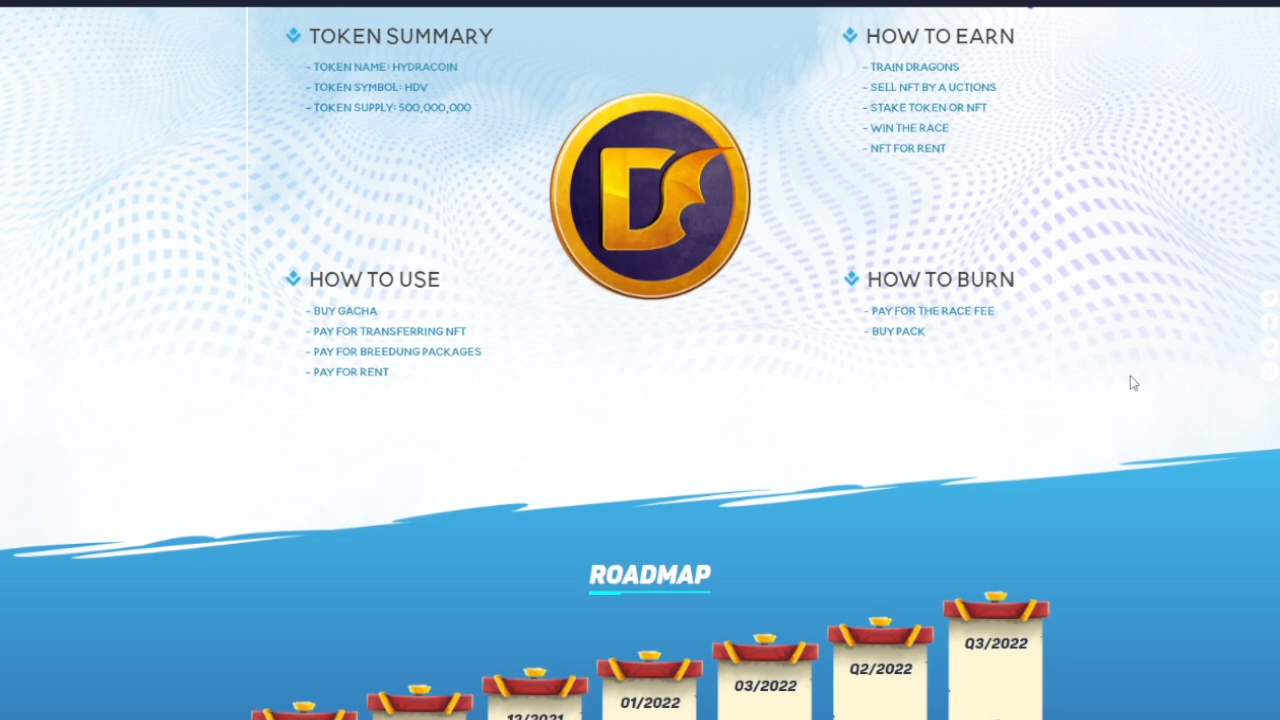 TOKEN SUMMARY
- TOKEN NAME: HYDRACOIN
- TOKEN SYMBOL: HDV
- TOKEN SUPPLY: 500,000,000
HOW TO EARN
- TRAIN DRAGONS
- SELL NFT BY A UCTIONS
- STAKE TOKEN OR NFT
- WIN THE RACE
- NFT FOR RENT
D
HOW TO USE
- BUY GACHA
- PAY FOR TRANSFERRING NFT
- PAY FOR BREEDUNG PACKAGES
- PAY FOR RENT
HOW TO BURN
- PAY FOR THE RACE FEE
- BUY PACK
ROADMAP
12/2021
01/2022
03/2022
Q2/2022
Q3/2022